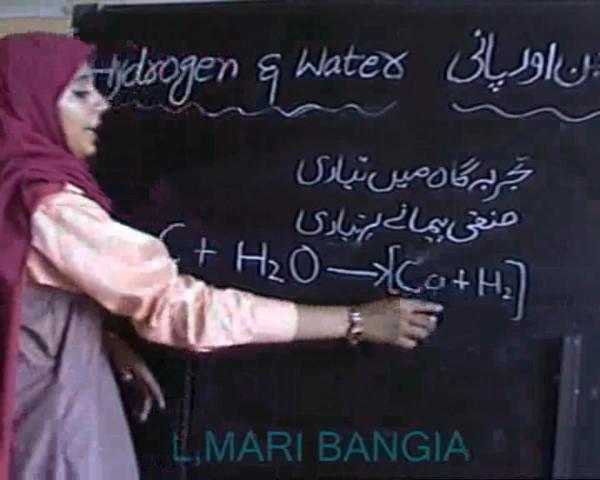 Hydrogen & Water ن اور پانی
تجربہ گاہ میں تیاری
صنعتی پیمانے پر تیاری
C + H2O → [Co + H2]
L,MARI BANGIA